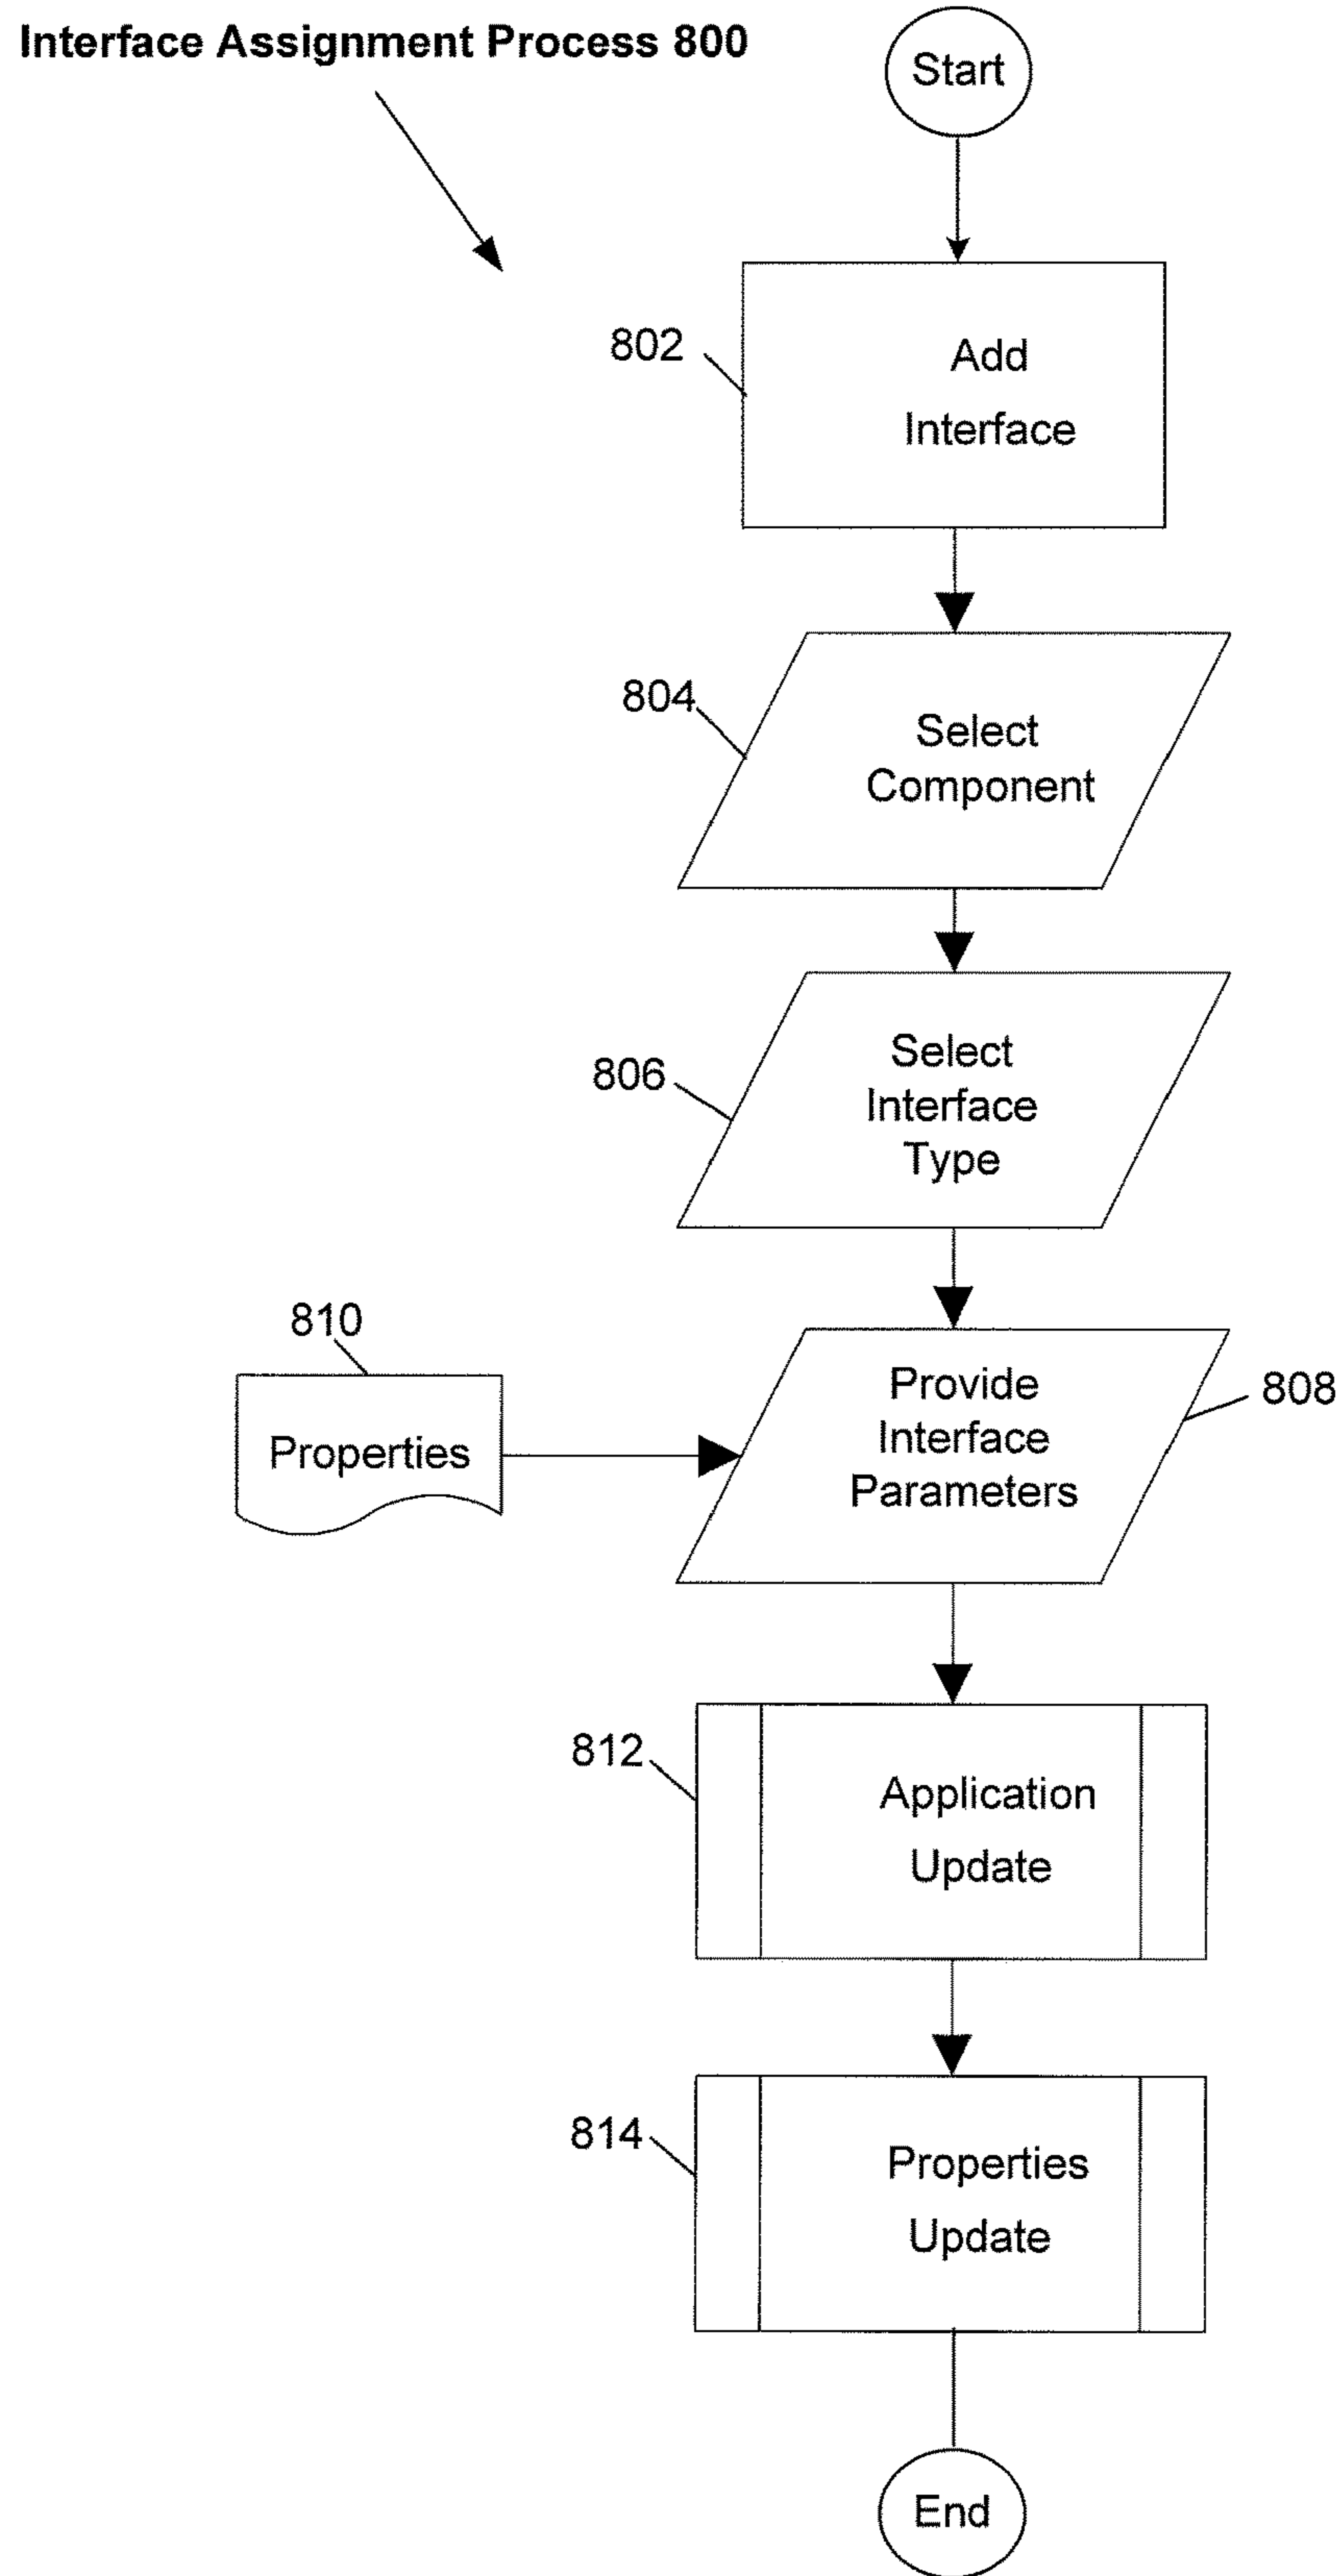 Interface Assignment Process 800
Start
802
Add
Interface
804
Select
Component
806
Select
Interface
Type
810
Properties
Provide
Interface
Parameters
808
812
Application
Update
814
Properties
Update
End